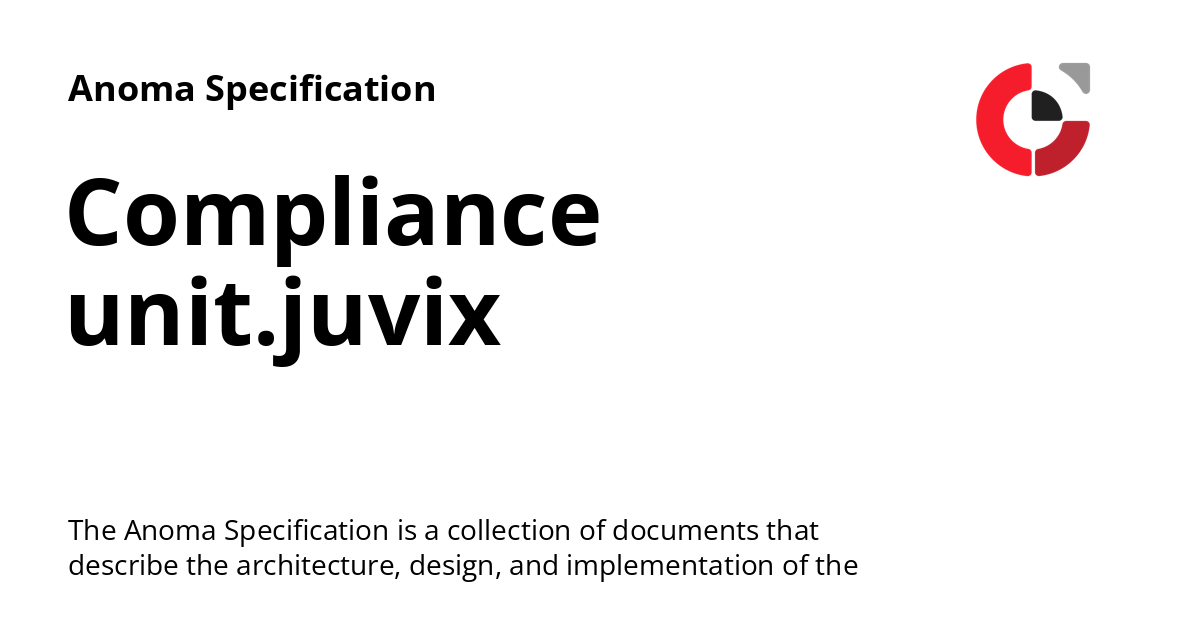 Anoma Specification
Compliance
unit.juvix
The Anoma Specification is a collection of documents that
describe the architecture, design, and implementation of the